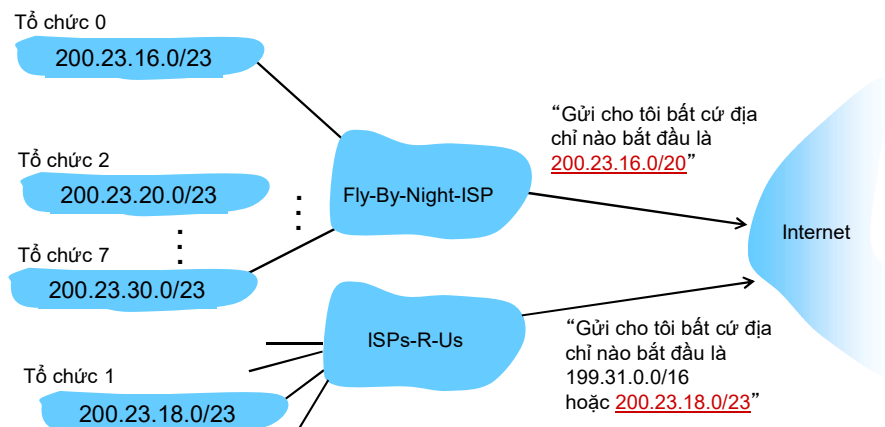 Tổ chức 0
200.23.16.0/23
Tổ chức 2
200.23.20.0/23
Tổ chức 7
200.23.30.0/23
Tổ chức 1
200.23.18.0/23
Fly-By-Night-ISP
ISPs-R-Us
“Gửi cho tôi bất cứ địa
chỉ nào bắt đầu là
200.23.16.0/20”
Internet
“Gửi cho tôi bất cứ địa
chỉ nào bắt đầu là
199.31.0.0/16
hoặc 200.23.18.0/23”